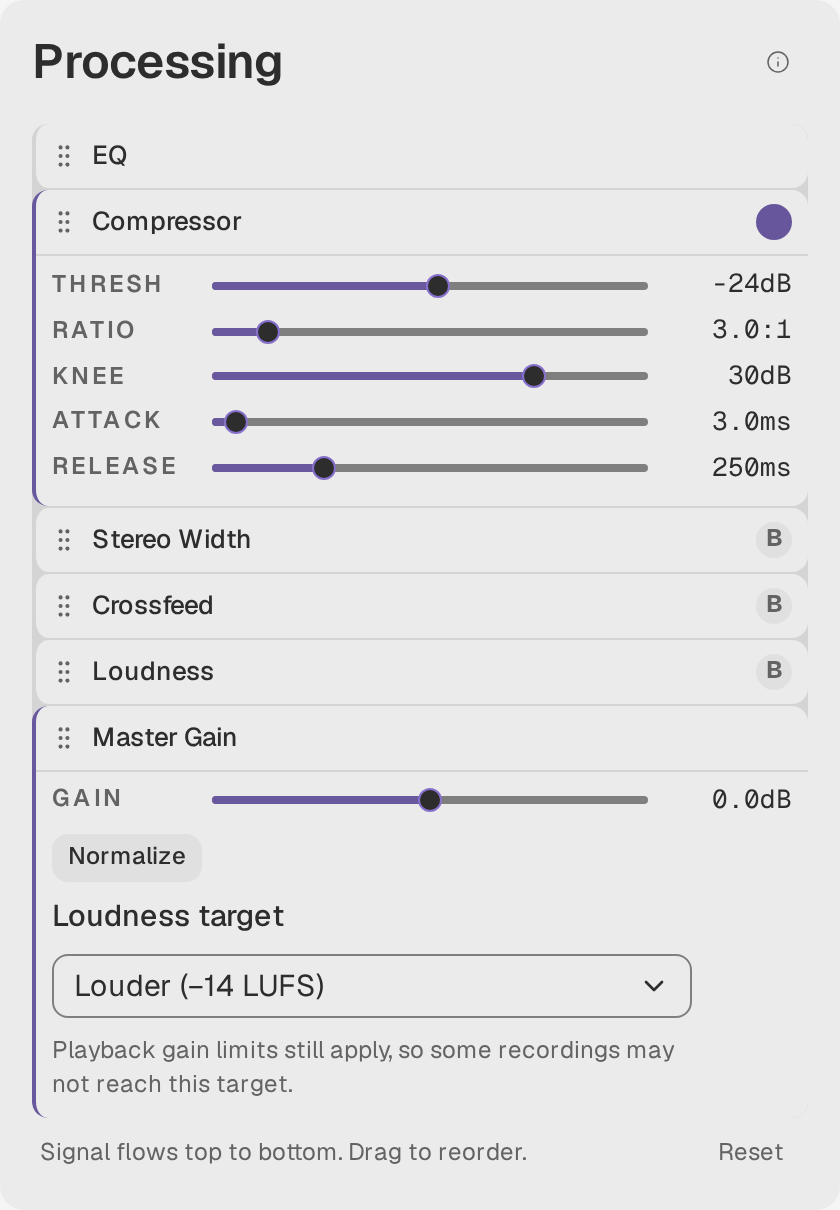 Processing
EQ
Compressor
THRESH -24dB
RATIO 3.0:1
KNEE 30dB
ATTACK 3.0ms
RELEASE 250ms
Stereo Width B
Crossfeed B
Loudness B
Master Gain
GAIN 0.0dB
Normalize
Loudness target
Louder (−14 LUFS)
Playback gain limits still apply, so some recordings may
not reach this target.
Signal flows top to bottom. Drag to reorder. Reset